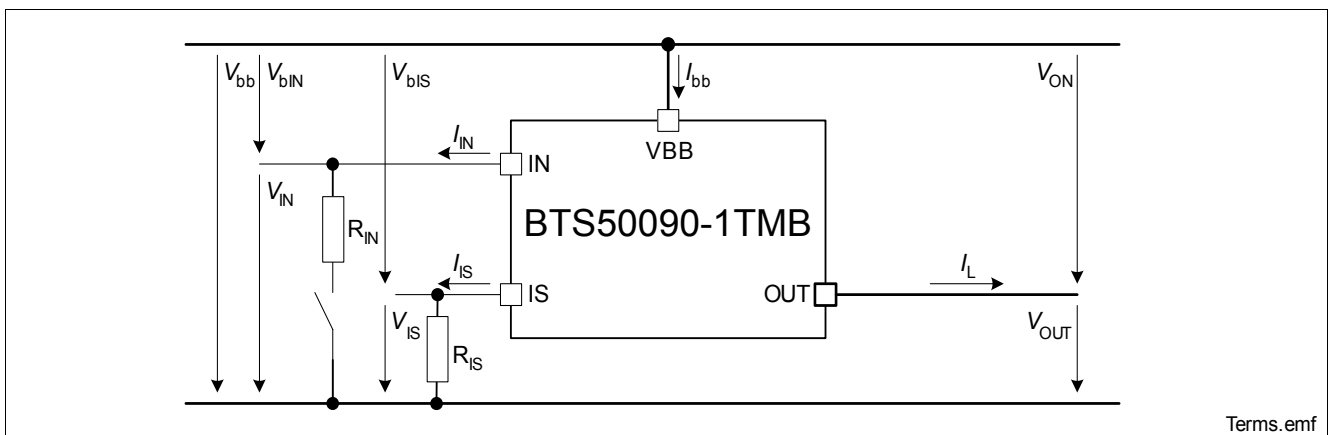 Vbb
VbIN
VbIS
Ibb
VON
VBB
IIN
IN
VIN
RIN
BTS50090-1TMB
IIS
IS
OUT
IL
VIS
RIS
VOUT
Terms.emf